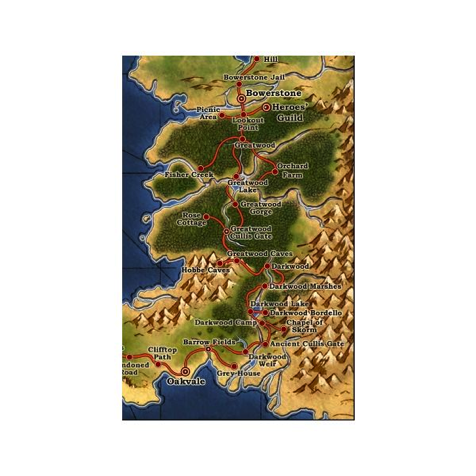 Hill
Bowerstone Jail
Bowerstone
Heroes'
Guild
Picnic
Area
Lookout
Point
Greatwood
Orchard
Farm
Fisher Creek
Greatwood
Lake
Greatwood
Gorge
Rose
Cottage
Greatwood
Cullis Gate
Greatwood Caves
Hobbe Caves
Darkwood
Darkwood Marshes
Darkwood Lake
Darkwood Bordello
Darkwood Camp
Chapel of
Skorm
Ancient Cullis Gate
Barrow Fields
Clifftop
Path
Darkwood
Weir
ndoned
Road
Grey House
Oakvale